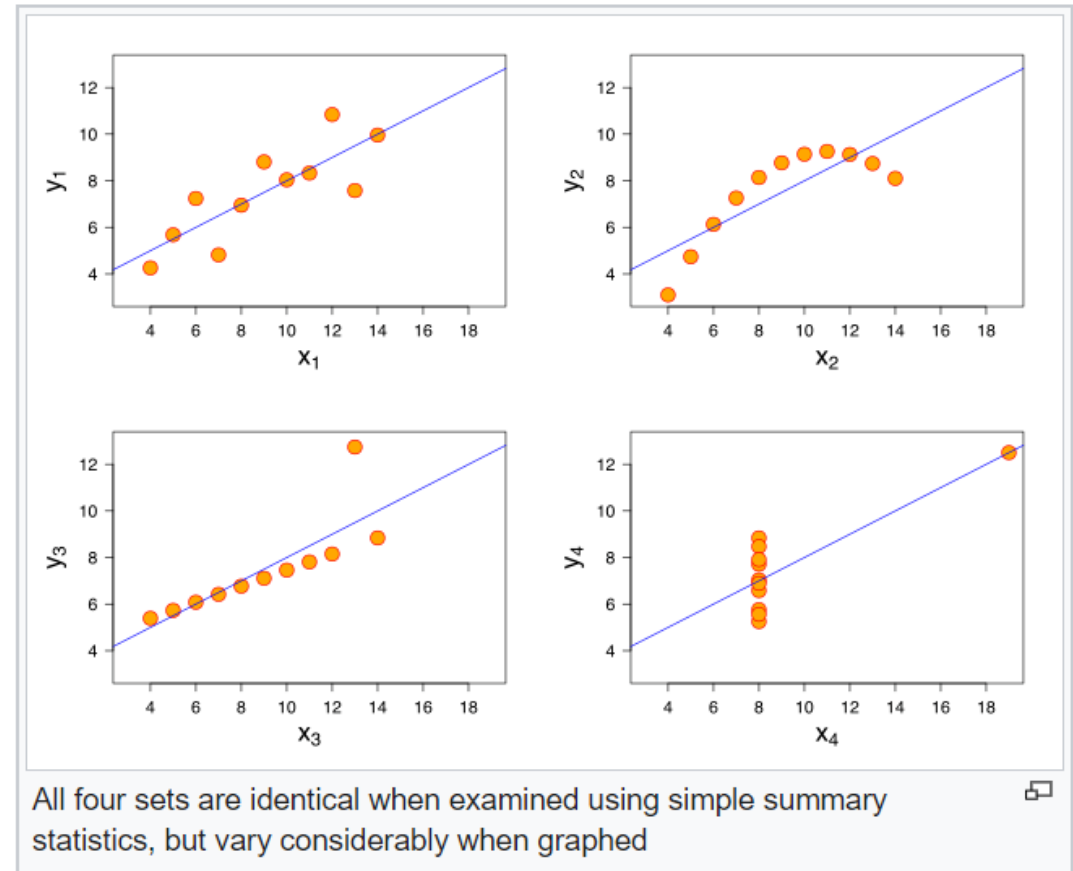 12
10
8
6
4
y₁
4 6 8 10 12 14 16 18
x₁
12
10
8
6
4
y₂
4 6 8 10 12 14 16 18
x₂
12
10
8
6
4
y₃
4 6 8 10 12 14 16 18
x₃
12
10
8
6
4
y₄
4 6 8 10 12 14 16 18
x₄
All four sets are identical when examined using simple summary
statistics, but vary considerably when graphed